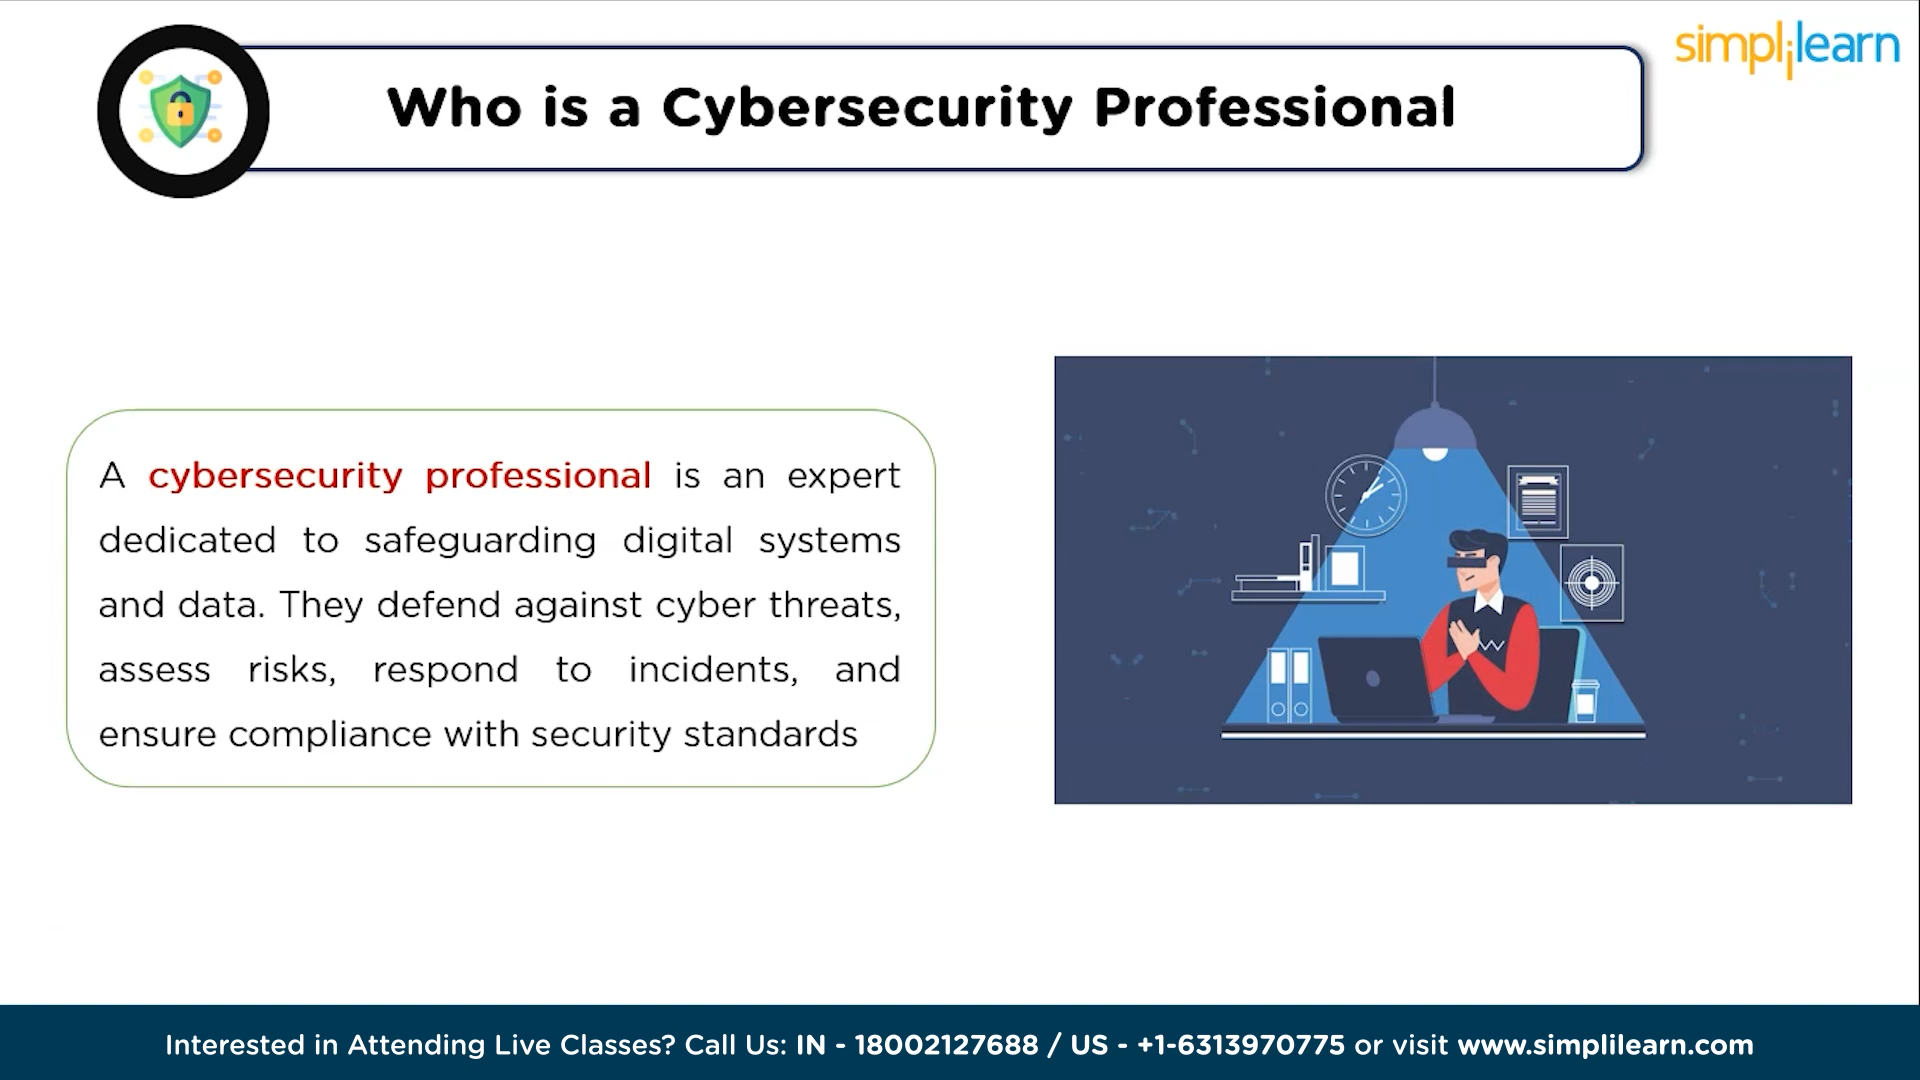 simplilearn
Who is a Cybersecurity Professional
A cybersecurity professional is an expert
dedicated to safeguarding digital systems
and data. They defend against cyber threats,
assess risks, respond to incidents, and
ensure compliance with security standards
Interested in Attending Live Classes? Call Us: IN - 18002127688 / US - +1-6313970775 or visit www.simplilearn.com